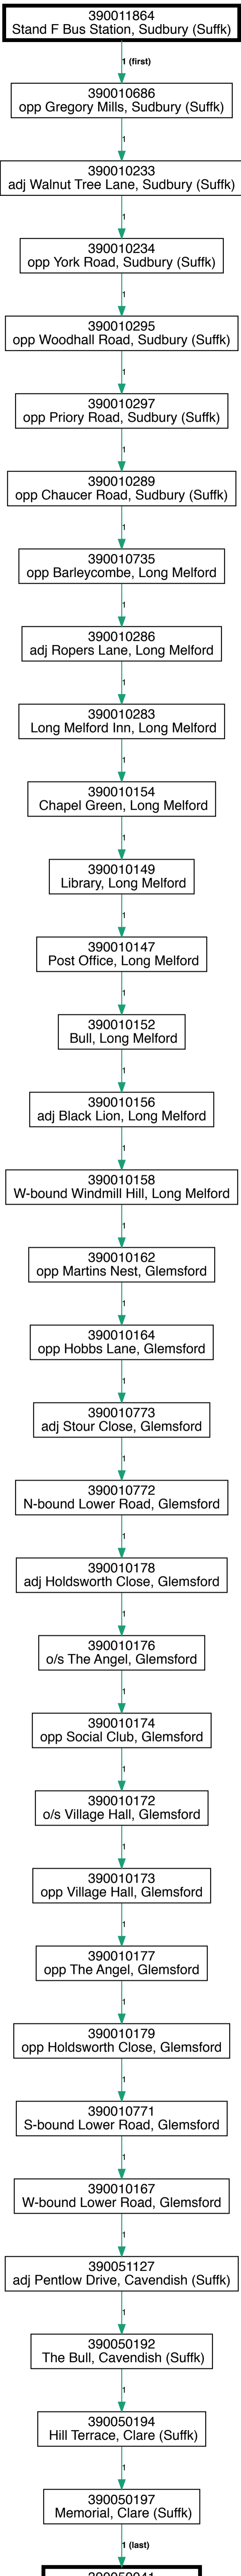 390011864
Stand F Bus Station, Sudbury (Suffk)
1 (first)
390010686
opp Gregory Mills, Sudbury (Suffk)
1
390010233
adj Walnut Tree Lane, Sudbury (Suffk)
1
390010234
opp York Road, Sudbury (Suffk)
1
390010295
opp Woodhall Road, Sudbury (Suffk)
1
390010297
opp Priory Road, Sudbury (Suffk)
1
390010289
opp Chaucer Road, Sudbury (Suffk)
1
390010735
opp Barleycombe, Long Melford
1
390010286
adj Ropers Lane, Long Melford
1
390010283
Long Melford Inn, Long Melford
1
390010154
Chapel Green, Long Melford
1
390010149
Library, Long Melford
1
390010147
Post Office, Long Melford
1
390010152
Bull, Long Melford
1
390010156
adj Black Lion, Long Melford
1
390010158
W-bound Windmill Hill, Long Melford
1
390010162
opp Martins Nest, Glemsford
1
390010164
opp Hobbs Lane, Glemsford
1
390010773
adj Stour Close, Glemsford
1
390010772
N-bound Lower Road, Glemsford
1
390010178
adj Holdsworth Close, Glemsford
1
390010176
o/s The Angel, Glemsford
1
390010174
opp Social Club, Glemsford
1
390010172
o/s Village Hall, Glemsford
1
390010173
opp Village Hall, Glemsford
1
390010177
opp The Angel, Glemsford
1
390010179
opp Holdsworth Close, Glemsford
1
390010771
S-bound Lower Road, Glemsford
1
390010167
W-bound Lower Road, Glemsford
1
390051127
adj Pentlow Drive, Cavendish (Suffk)
1
390050192
The Bull, Cavendish (Suffk)
1
390050194
Hill Terrace, Clare (Suffk)
1
390050197
Memorial, Clare (Suffk)
1 (last)